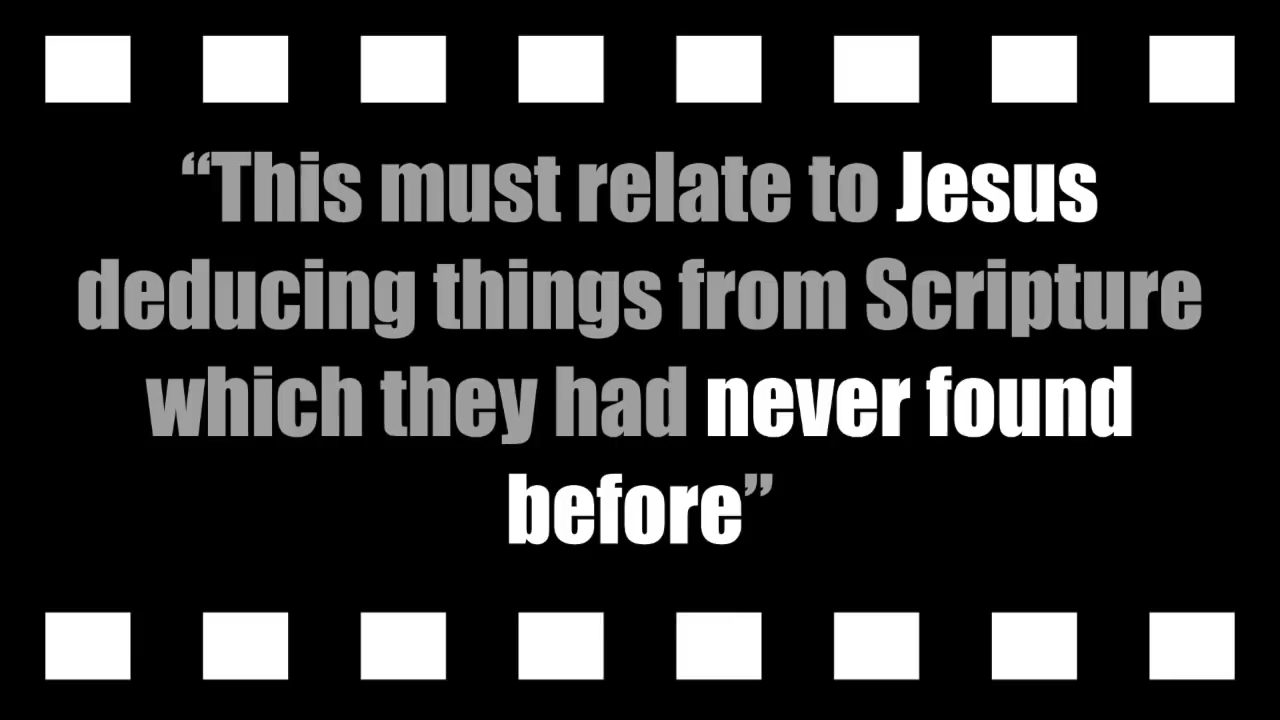 “This must relate to Jesus
deducing things from Scripture
which they had never found
before”